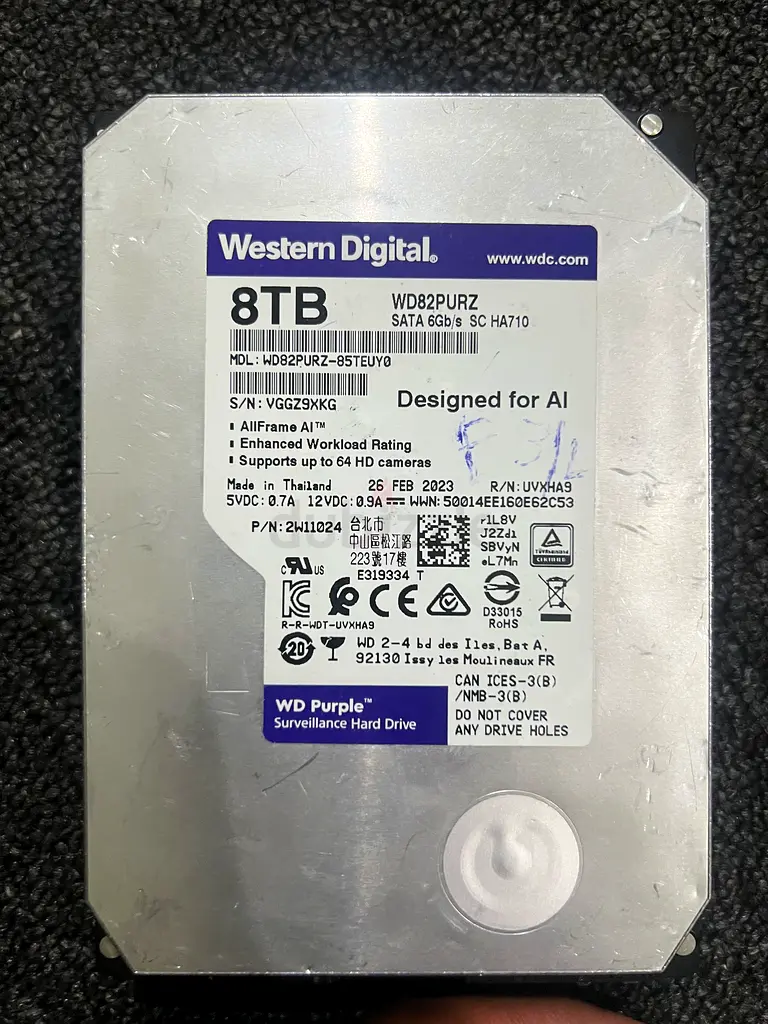 Western Digital®
www.wdc.com
8TB
WD82PURZ
SATA 6Gb/s SC HA710
MDL: WD82PURZ-85TEUY0
S/N: VGGZ9XKG
Designed for AI
AllFrame AI™
Enhanced Workload Rating
Supports up to 64 HD cameras
Made in Thailand 26 FEB 2023 R/N: UVXHA9
5VDC: 0.7A 12VDC: 0.9A WWN: 50014EE160E62C53
P/N: 2W11024
台北市
中山區松江路
223號17樓
J2Zd1
SBVyN
E319334 T
c RU US
R-R-WDT-UVXHA9
CE
D33015
RoHS
20
WD 2-4 bd des Iles, Bat A,
92130 Issy les Moulineaux FR
CAN ICES-3(B)
/NMB-3(B)
DO NOT COVER
ANY DRIVE HOLES
WD Purple™
Surveillance Hard Drive